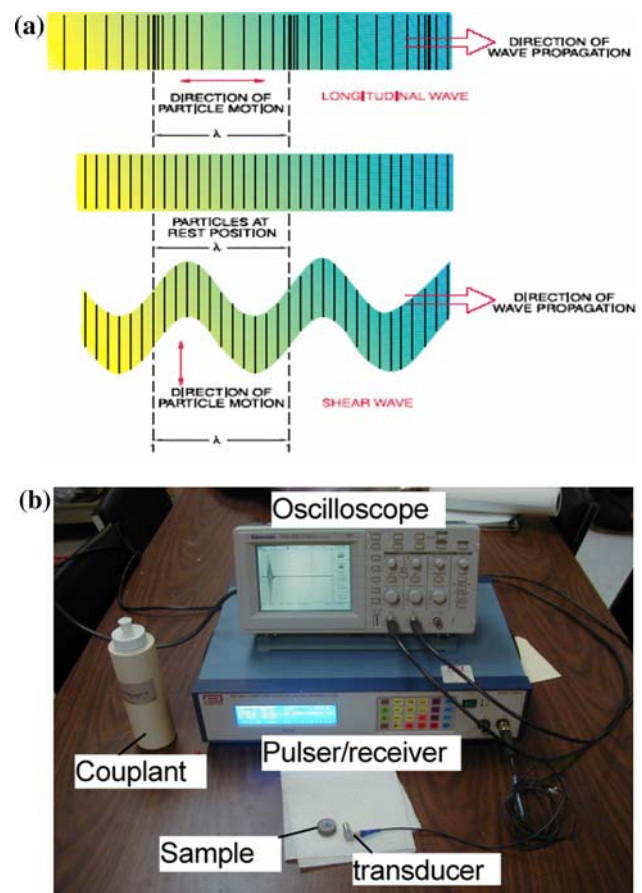 (a)
DIRECTION OF
WAVE PROPAGATION
DIRECTION OF
PARTICLE MOTION
LONGITUDINAL WAVE
λ
PARTICLES AT
REST POSITION
λ
DIRECTION OF
WAVE PROPAGATION
DIRECTION OF
PARTICLE MOTION
SHEAR WAVE
λ
(b)
Oscilloscope
Tektronix
Couplant
Pulser/receiver
Sample
transducer